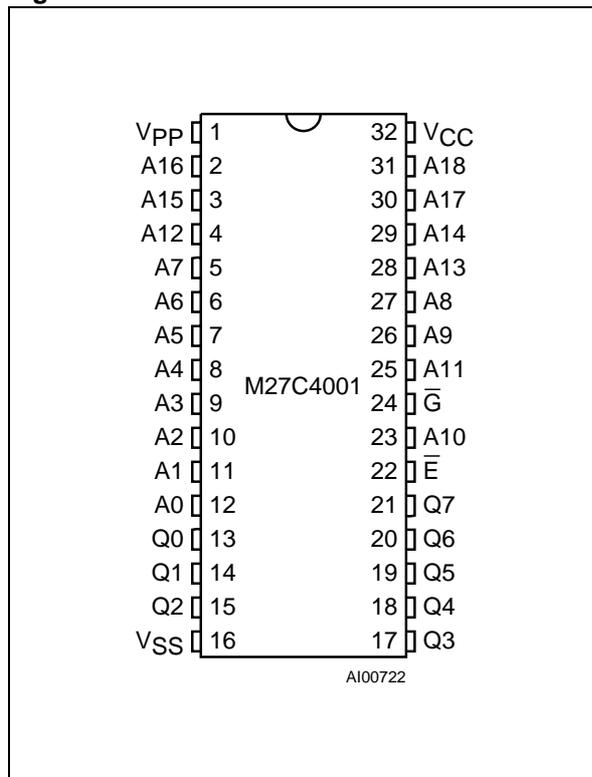 VPP 1 32 VCC
A16 2 31 A18
A15 3 30 A17
A12 4 29 A14
A7 5 28 A13
A6 6 27 A8
A5 7 26 A9
A4 8 25 A11
M27C4001
A3 9 24 G̅
A2 10 23 A10
A1 11 22 E̅
A0 12 21 Q7
Q0 13 20 Q6
Q1 14 19 Q5
Q2 15 18 Q4
VSS 16 17 Q3
AI00722